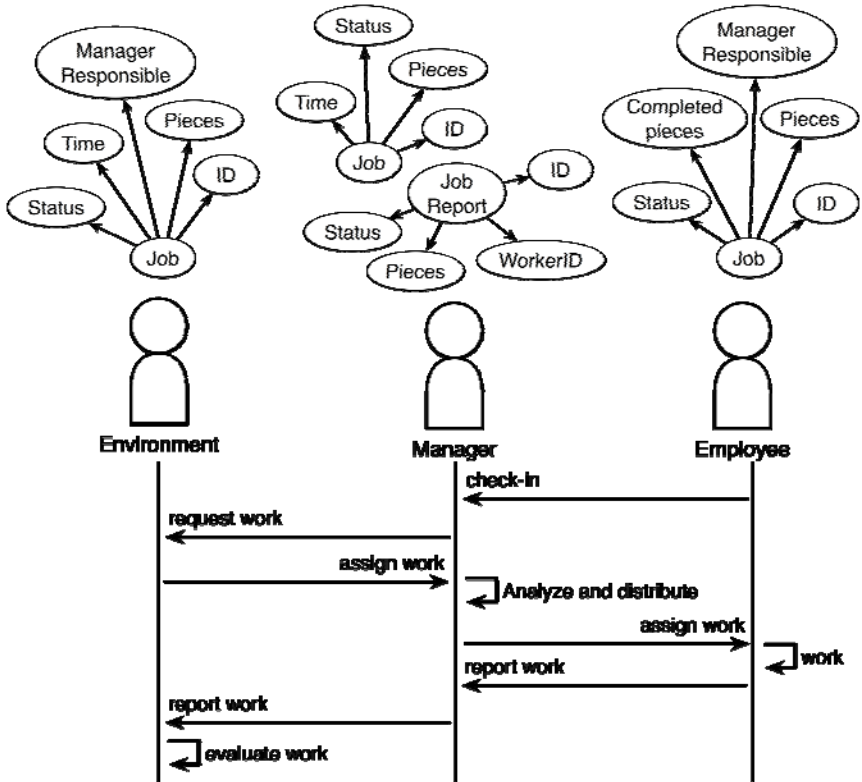 Manager
Responsible
Time
Pieces
ID
Status
Job
Status
Pieces
Time
ID
Job
Job
Report
ID
Status
Pieces
WorkerID
Manager
Responsible
Completed
pieces
Pieces
Status
ID
Job
Environment
Manager
Employee
check-in
request work
assign work
Analyze and distribute
assign work
work
report work
report work
evaluate work